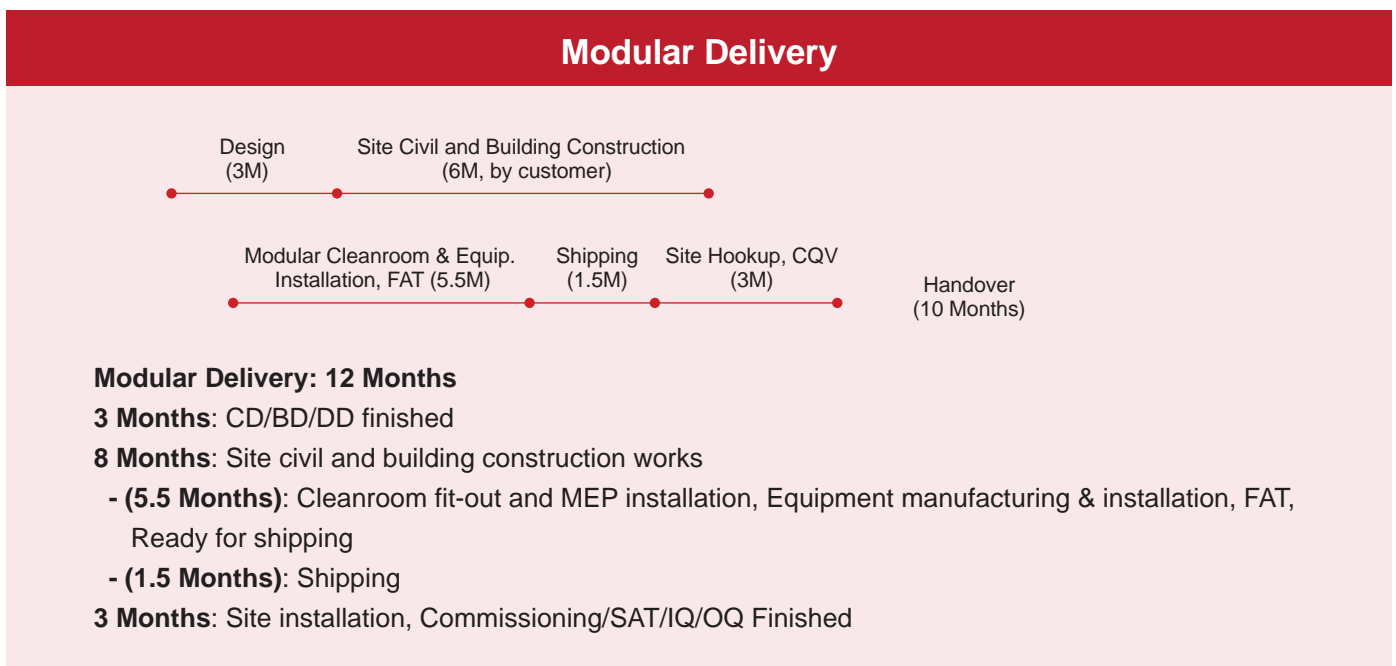 Modular Delivery
Design
(3M)
Site Civil and Building Construction
(6M, by customer)
Modular Cleanroom & Equip.
Installation, FAT (5.5M)
Shipping
(1.5M)
Site Hookup, CQV
(3M)
Handover
(10 Months)
Modular Delivery: 12 Months
3 Months: CD/BD/DD finished
8 Months: Site civil and building construction works
- (5.5 Months): Cleanroom fit-out and MEP installation, Equipment manufacturing & installation, FAT,
Ready for shipping
- (1.5 Months): Shipping
3 Months: Site installation, Commissioning/SAT/IQ/OQ Finished